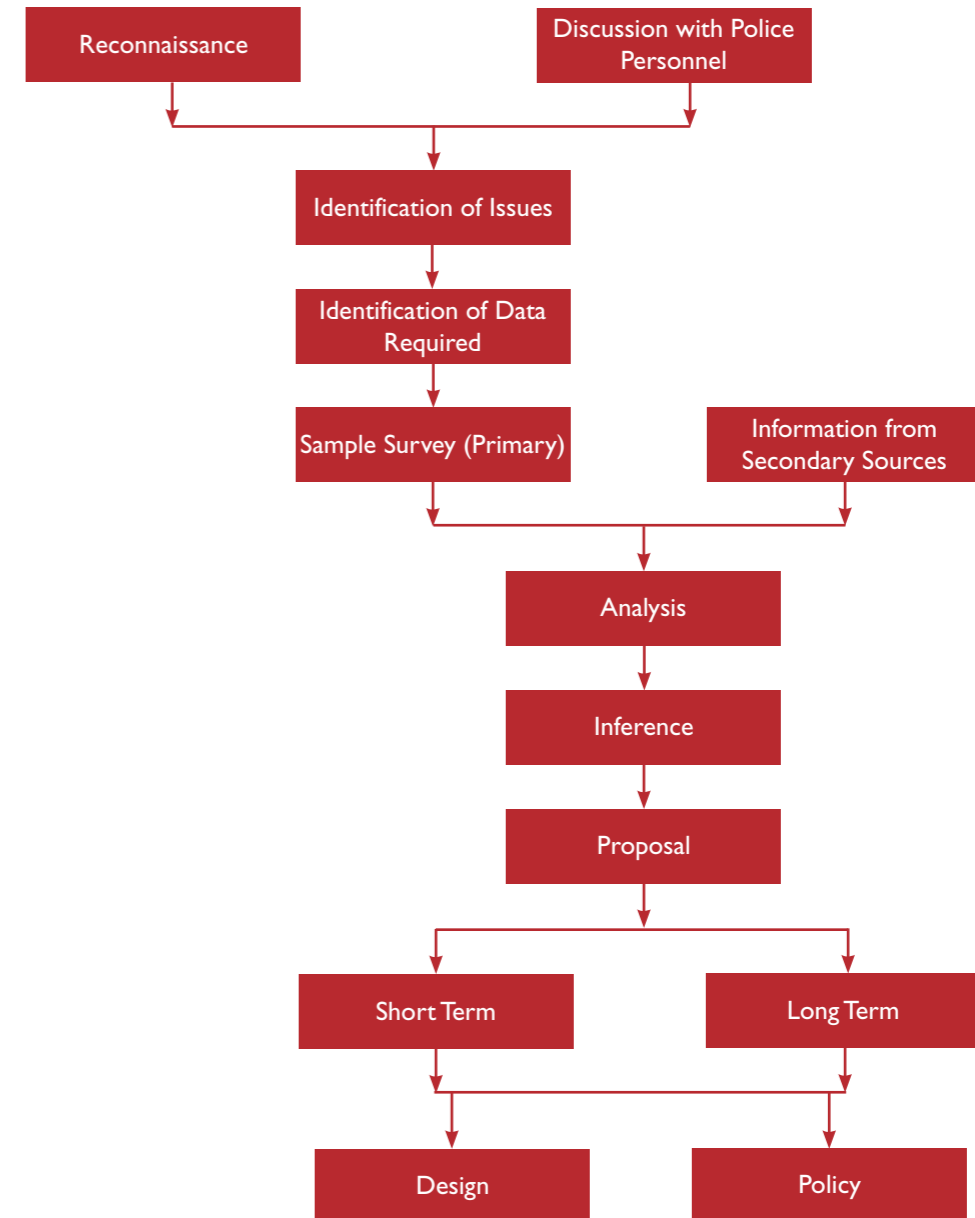 Reconnaissance
Discussion with Police
Personnel
Identification of Issues
Identification of Data
Required
Sample Survey (Primary)
Information from
Secondary Sources
Analysis
Inference
Proposal
Short Term
Long Term
Design
Policy